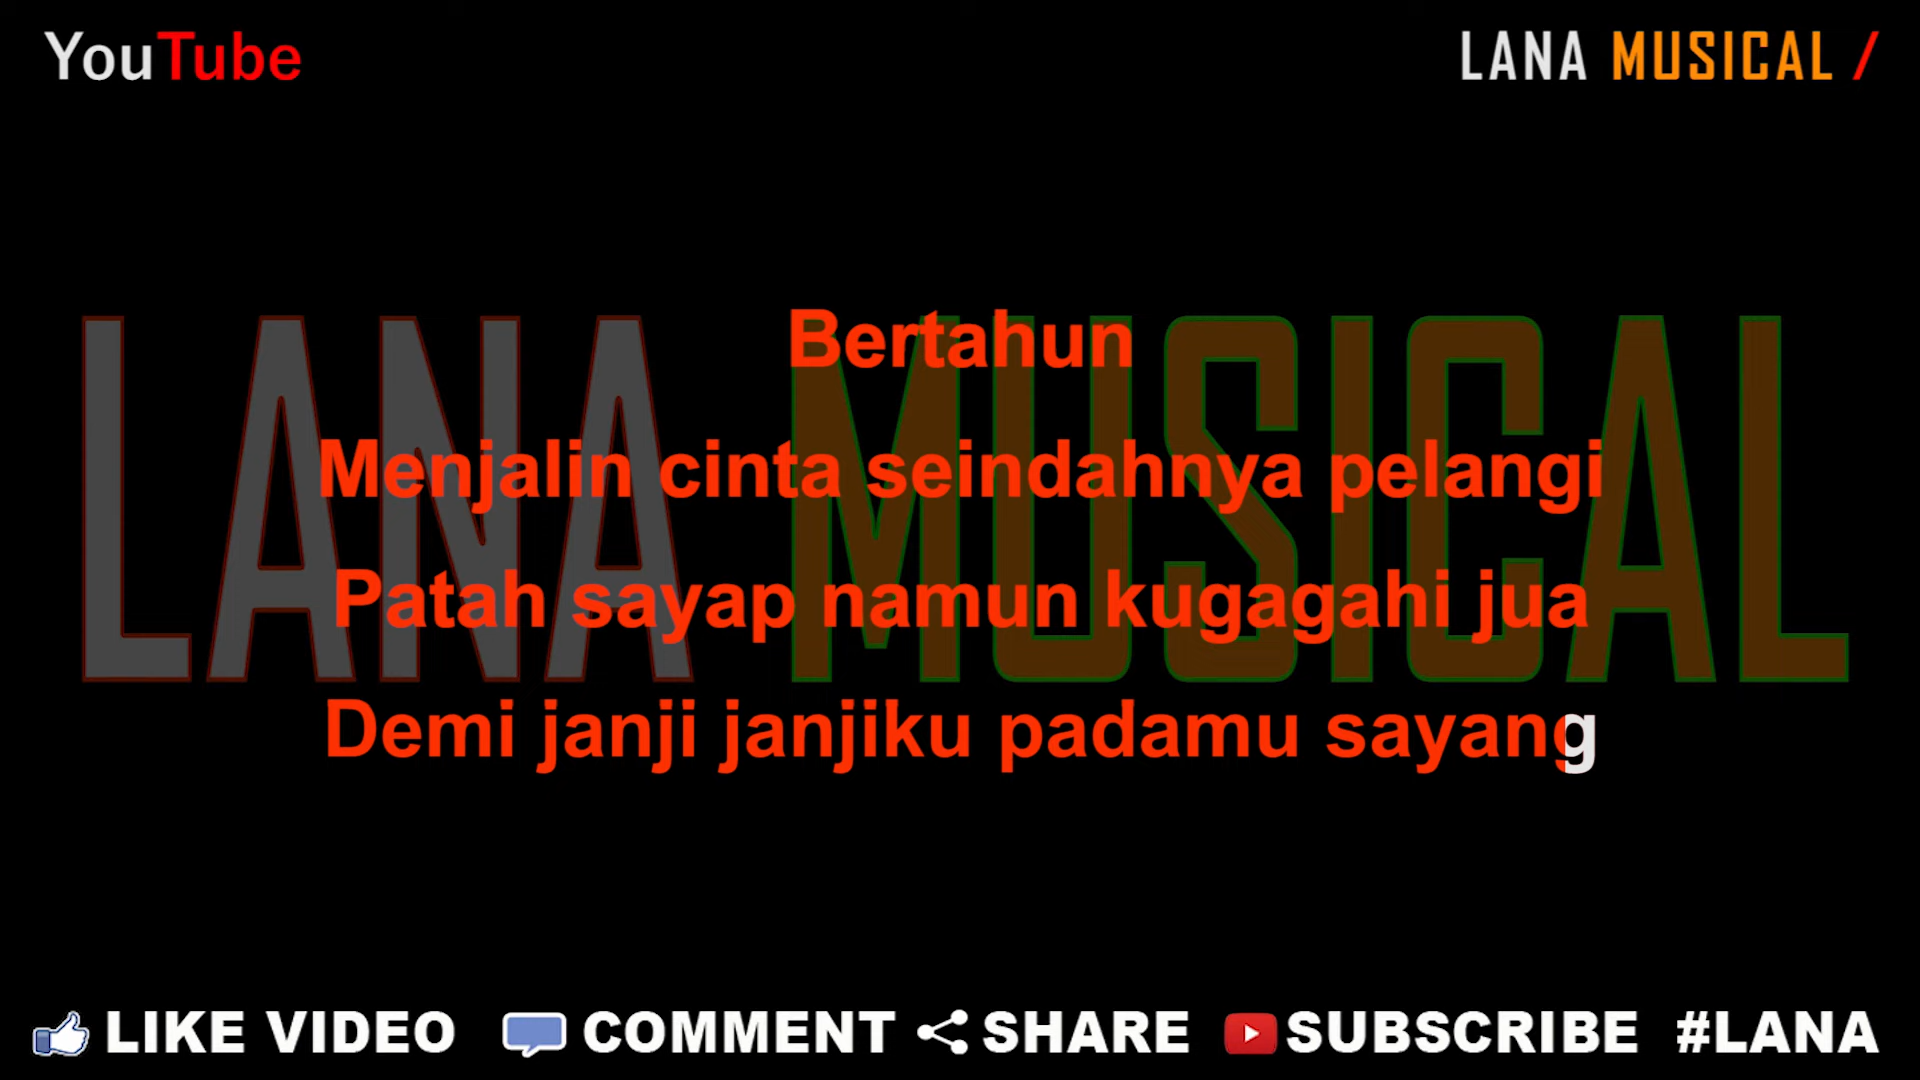 YouTube
LANA MUSICAL /
LANA MUSICAL
Bertahun
Menjalin cinta seindahnya pelangi
Patah sayap namun kugagahi jua
Demi janji janjiku padamu sayang
LIKE VIDEO COMMENT SHARE SUBSCRIBE #LANA